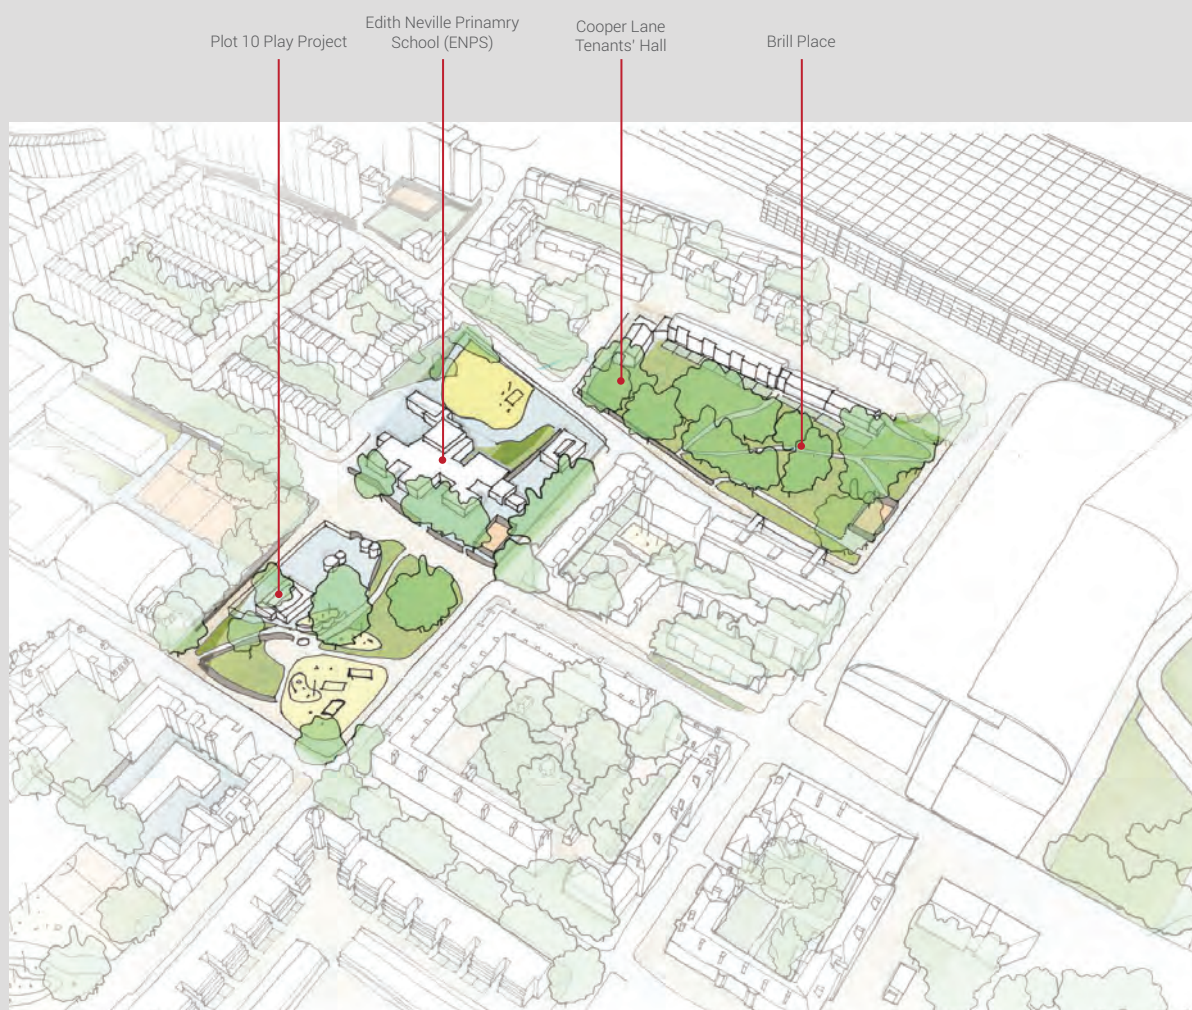 Plot 10 Play Project
Edith Neville Prinamry
School (ENPS)
Cooper Lane
Tenants' Hall
Brill Place